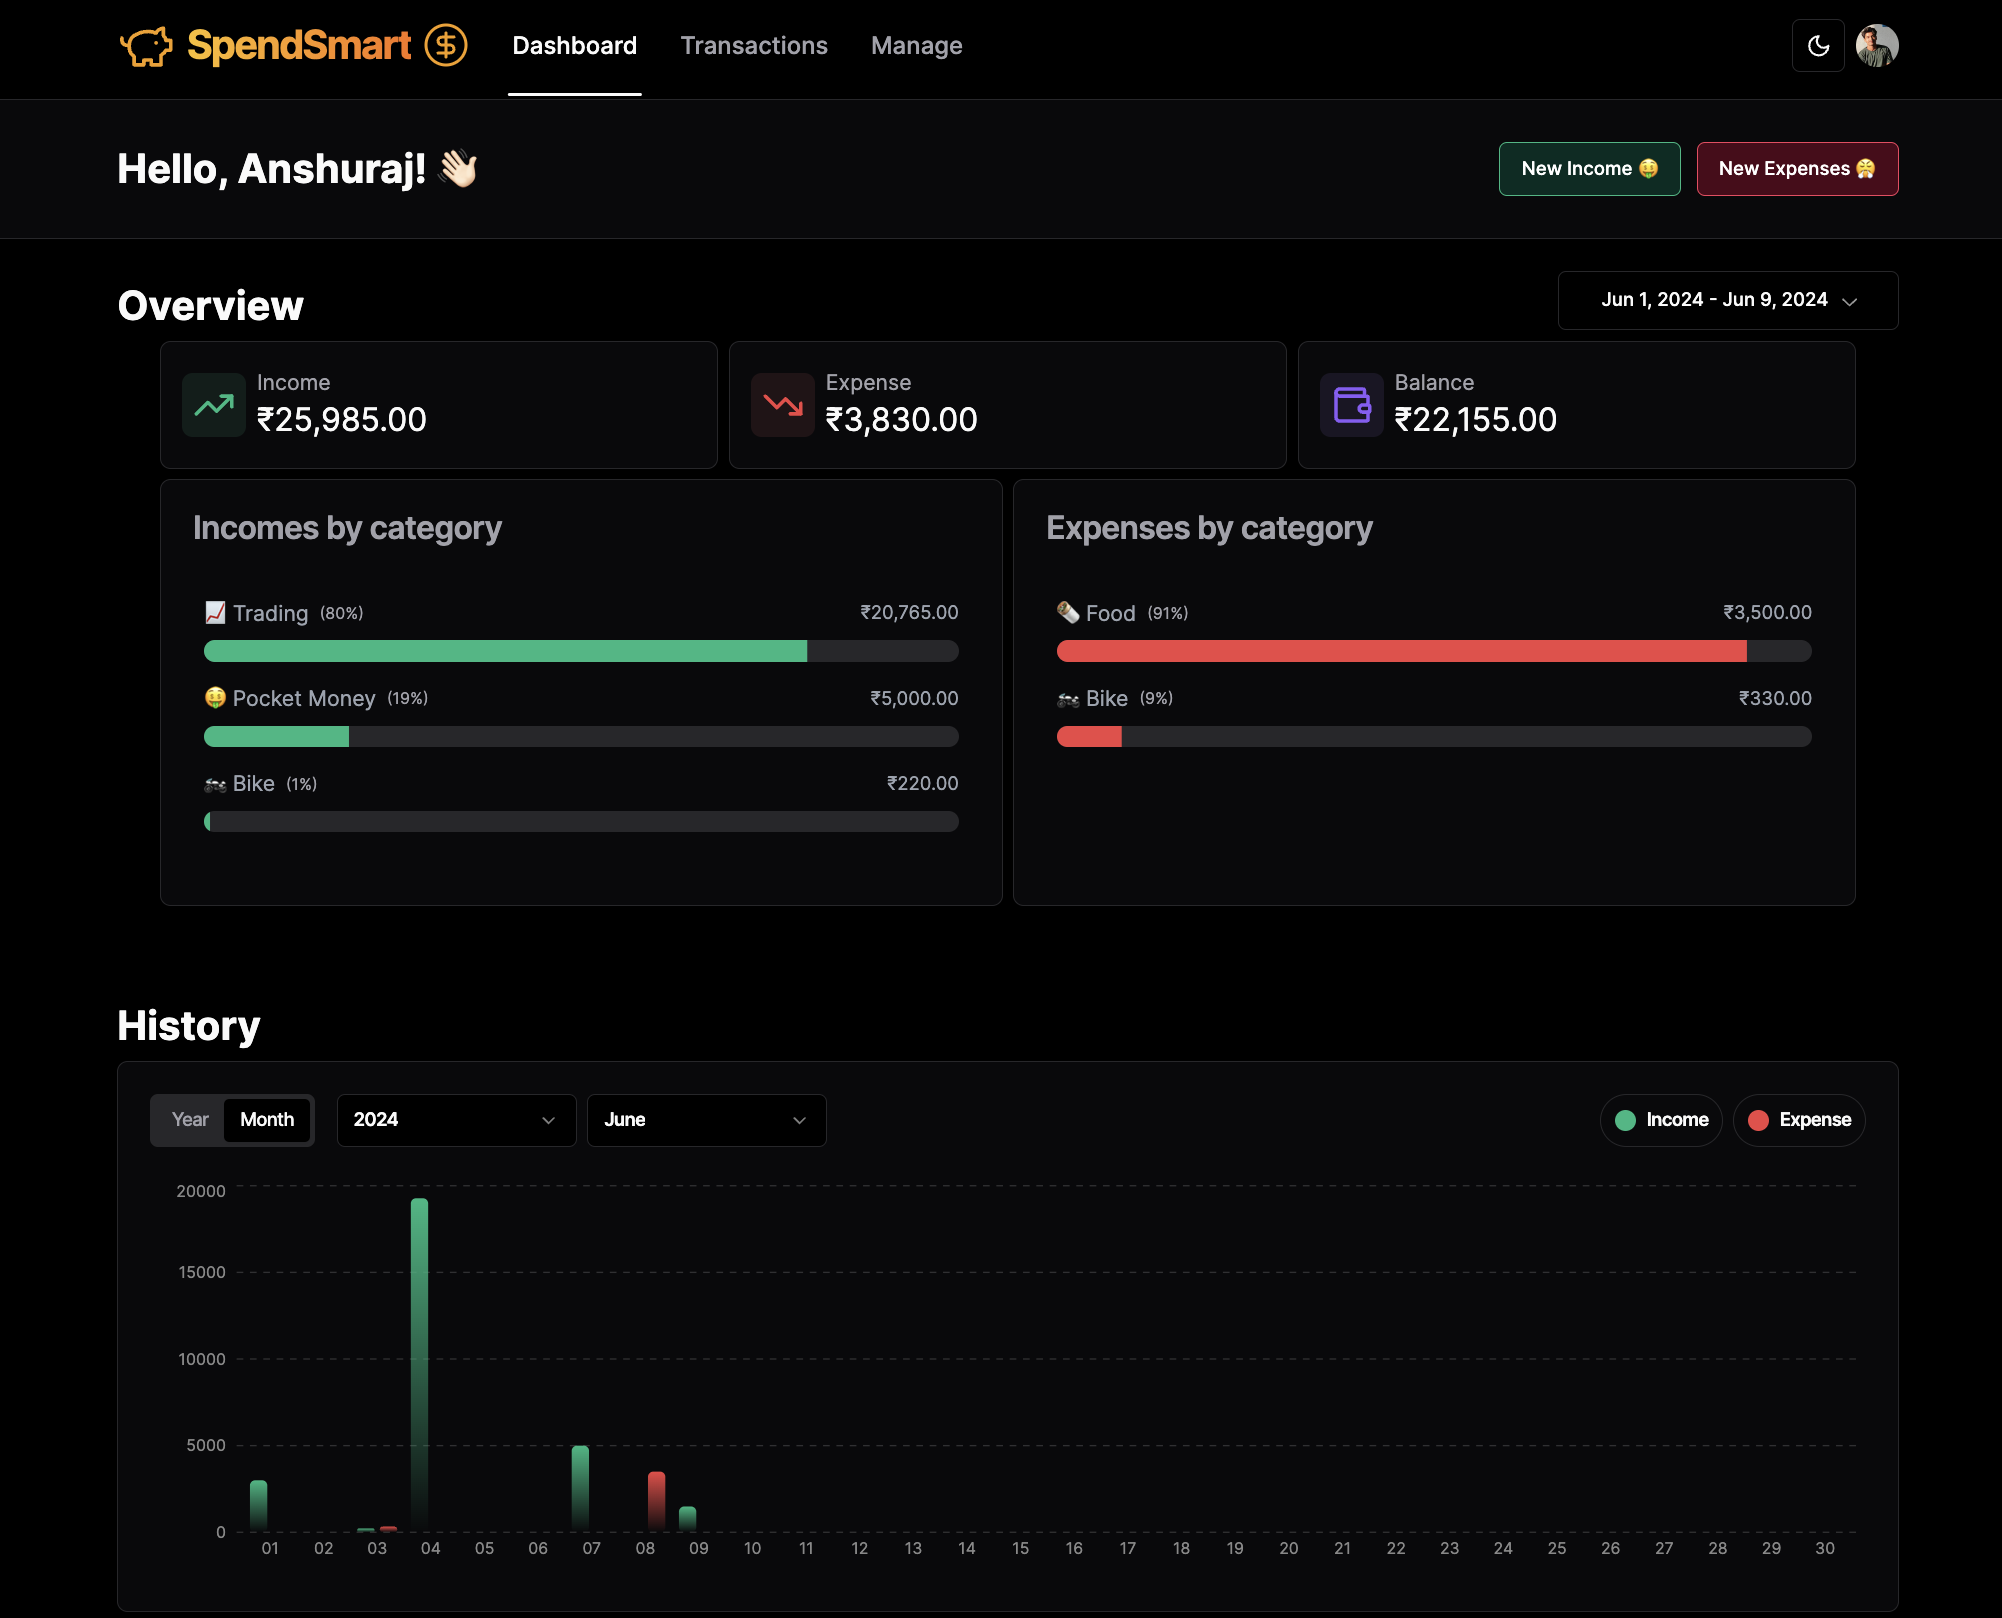 SpendSmart Dashboard Transactions Manage
Hello, Anshuraj! 👋🏻
New Income 🤑 New Expenses 😤
Overview
Jun 1, 2024 - Jun 9, 2024
Income
₹25,985.00
Expense
₹3,830.00
Balance
₹22,155.00
Incomes by category
📈 Trading (80%) ₹20,765.00
🤑 Pocket Money (19%) ₹5,000.00
🏍️ Bike (1%) ₹220.00
Expenses by category
🌯 Food (91%) ₹3,500.00
🏍️ Bike (9%) ₹330.00
History
Year Month 2024 June Income Expense
20000
15000
10000
5000
0
01 02 03 04 05 06 07 08 09 10 11 12 13 14 15 16 17 18 19 20 21 22 23 24 25 26 27 28 29 30